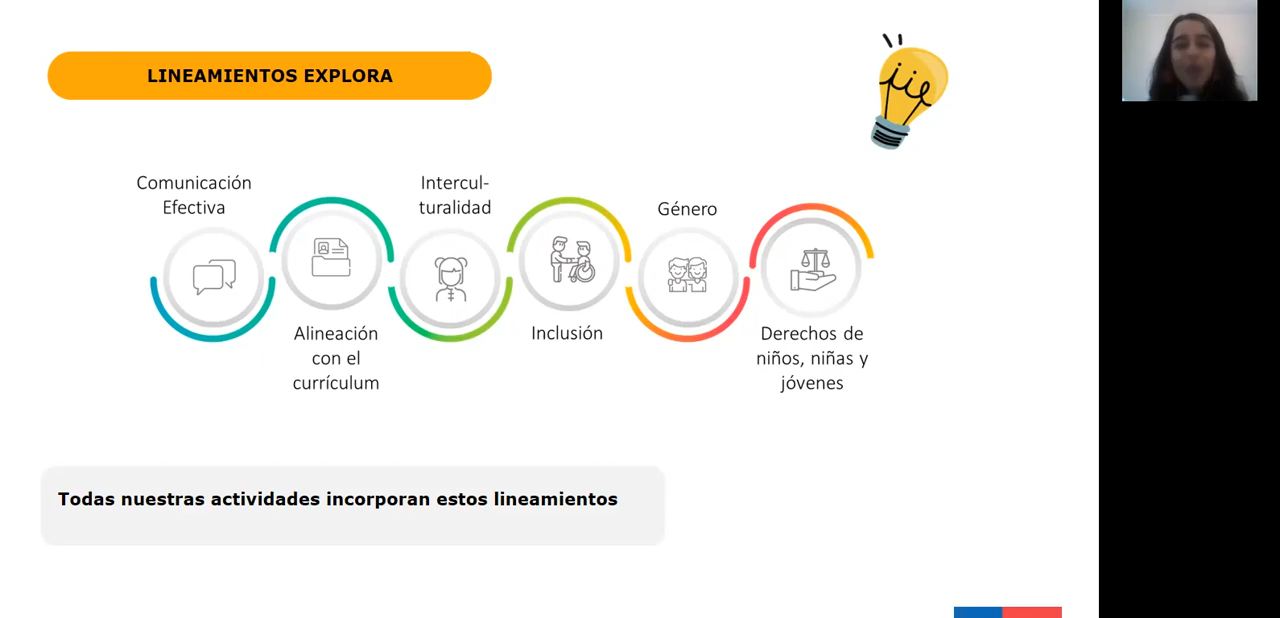 LINEAMIENTOS EXPLORA
Comunicación
Efectiva
Alineación
con el
currículum
Intercul-
turalidad
Inclusión
Género
Derechos de
niños, niñas y
jóvenes
Todas nuestras actividades incorporan estos lineamientos